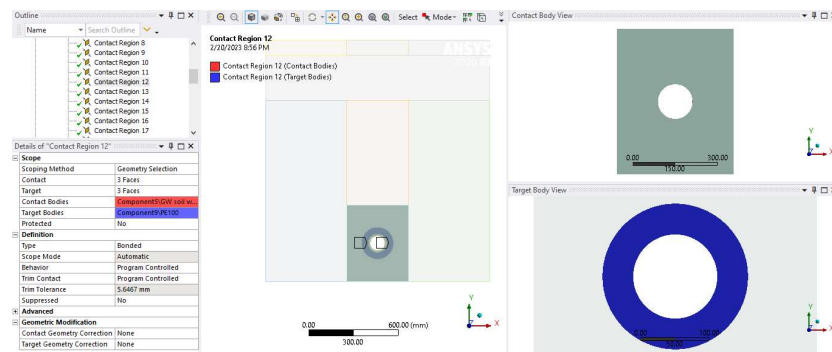 Outline
Name
Search Outline
Contact Region 8
Contact Region 9
Contact Region 10
Contact Region 11
Contact Region 12
Contact Region 13
Contact Region 14
Contact Region 15
Contact Region 16
Contact Region 17
Details of "Contact Region 12"
Scope
Scoping Method Geometry Selection
Contact 3 Faces
Target 3 Faces
Contact Bodies Component5\GW soil w...
Target Bodies Component9\PE100
Protected No
Definition
Type Bonded
Scope Mode Automatic
Behavior Program Controlled
Trim Contact Program Controlled
Trim Tolerance 5.6467 mm
Suppressed No
Advanced
Geometric Modification
Contact Geometry Correction None
Target Geometry Correction None
Select Mode
Contact Region 12
2/20/2023 8:56 PM
Contact Region 12 (Contact Bodies)
Contact Region 12 (Target Bodies)
ANSYS
0.00 600.00 (mm)
300.00
Y
X
Contact Body View
0.00 300.00
150.00
Y
Z X
Target Body View
0.00 100.00
50.00
Y
Z X